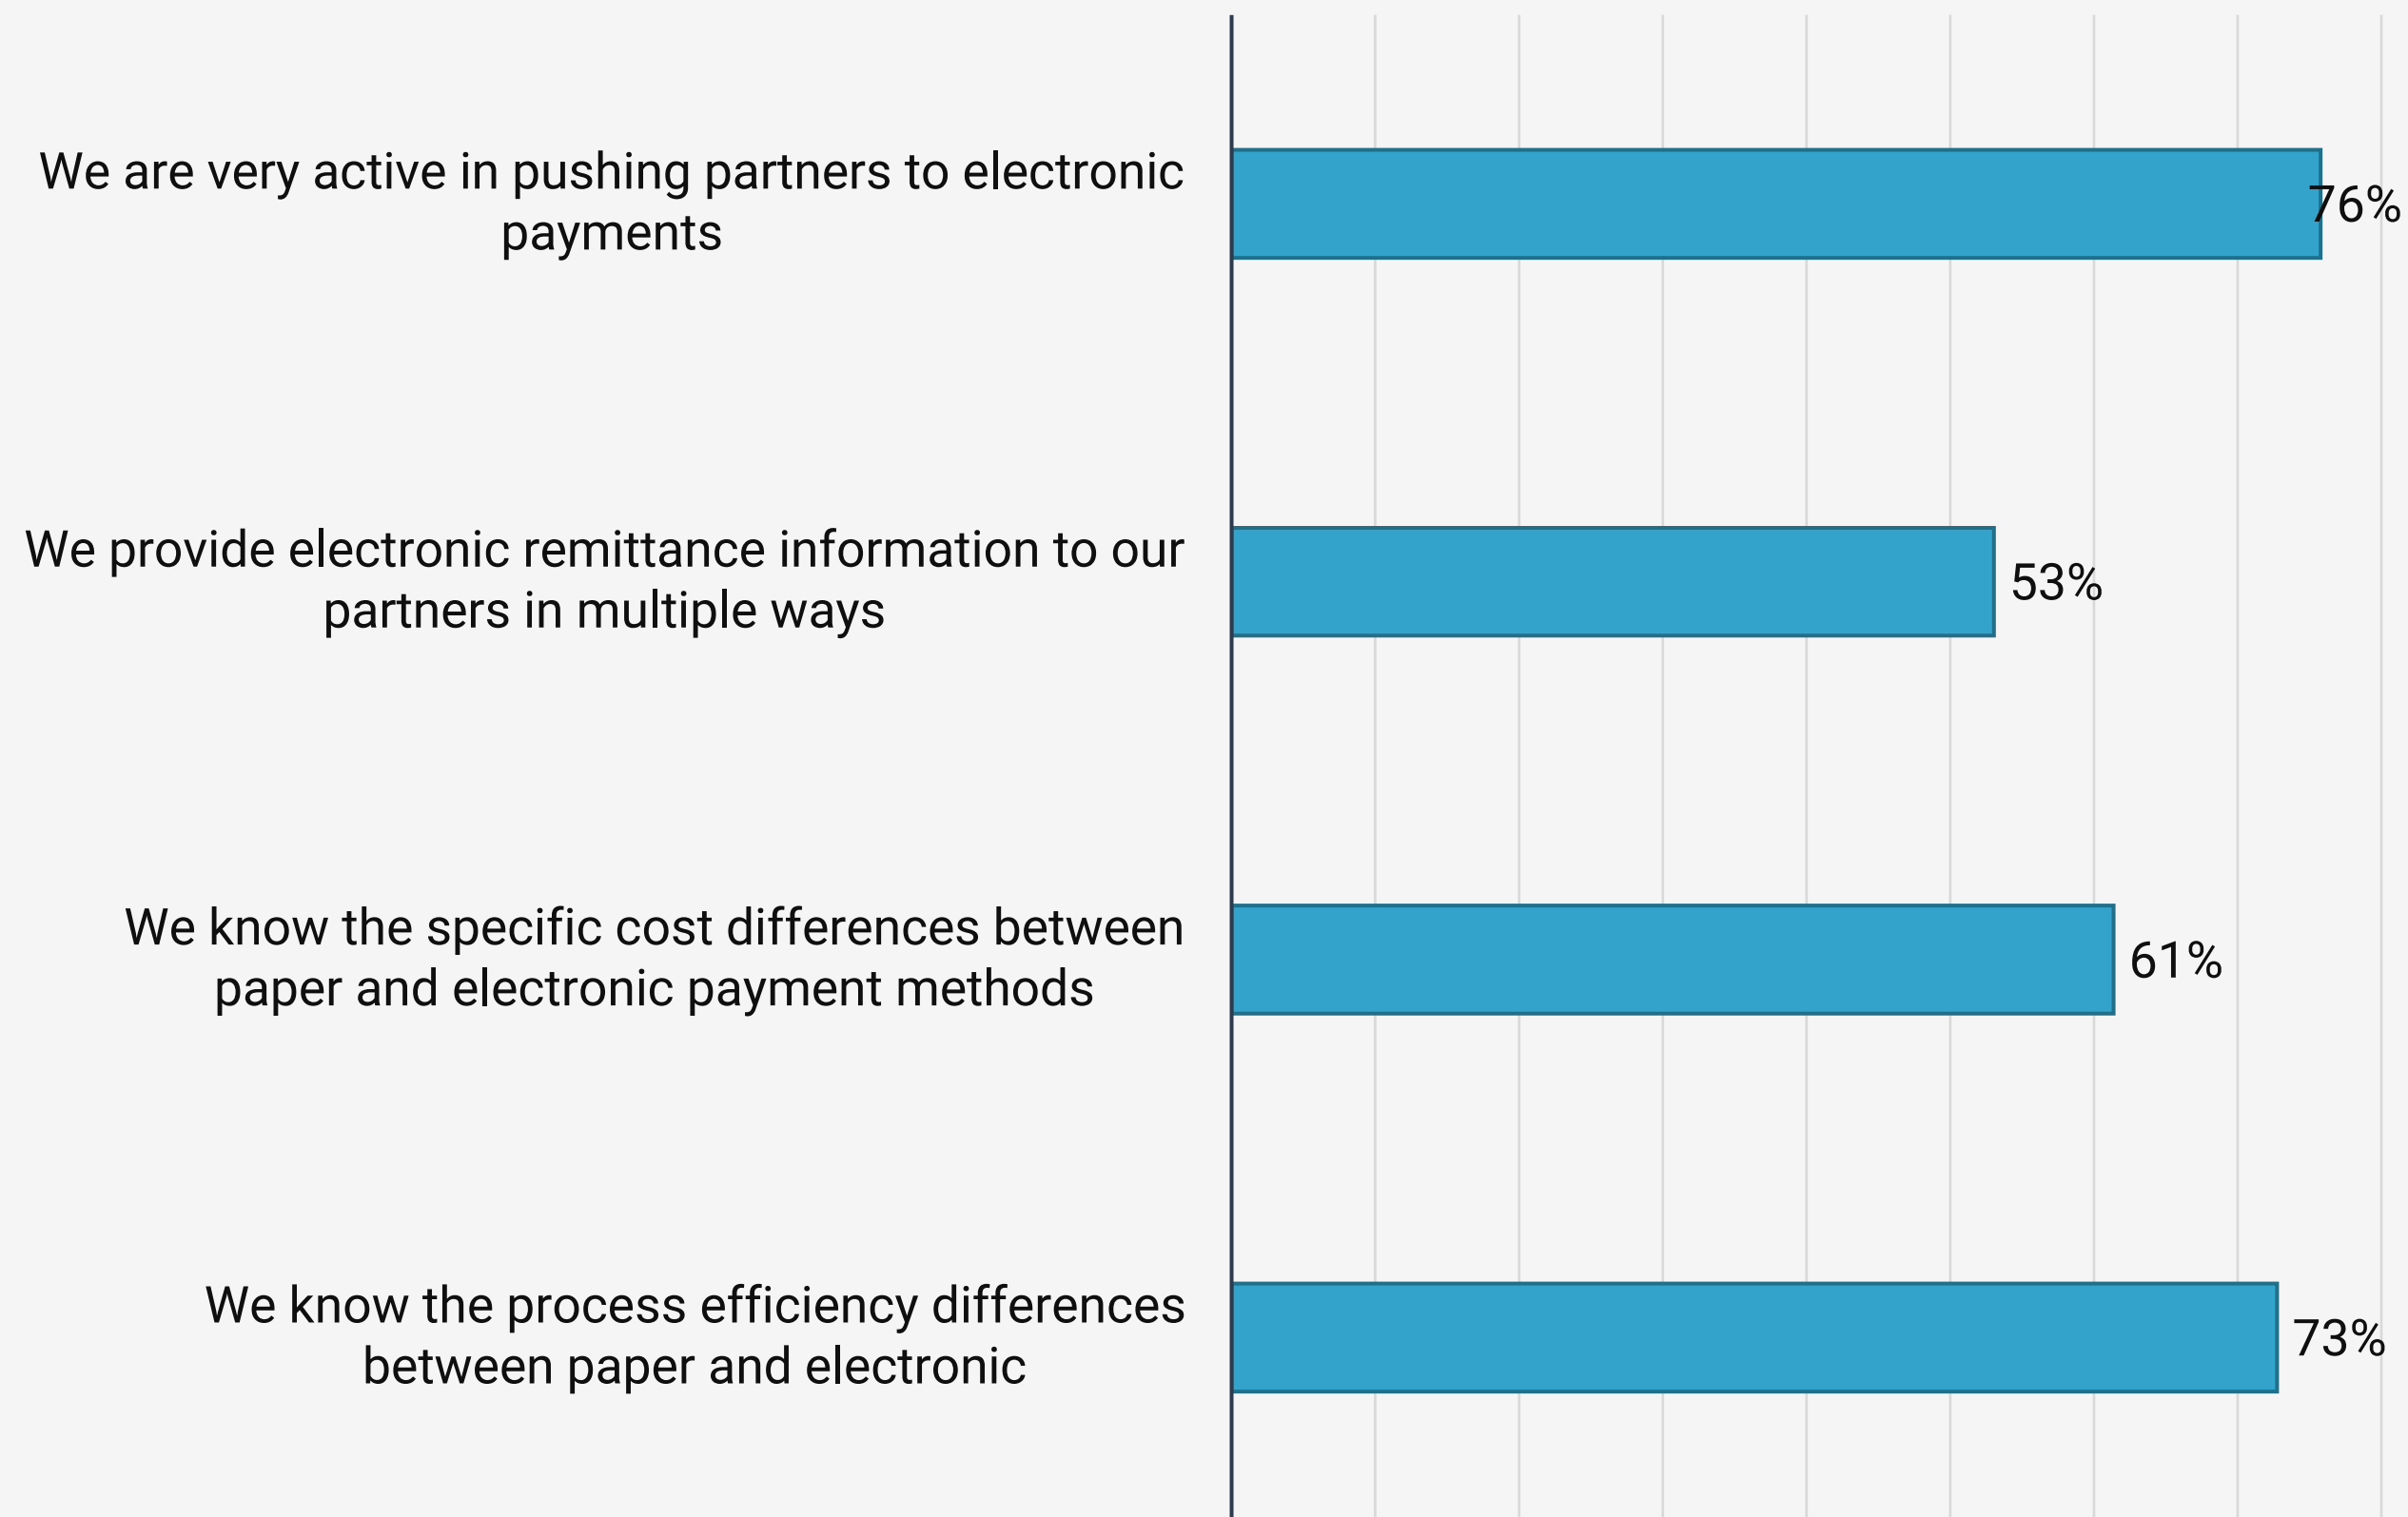 We are very active in pushing partners to electronic
payments
76%
We provide electronic remittance information to our
partners in multiple ways
53%
We know the specific cost differences between
paper and electronic payment methods
61%
We know the process efficiency differences
between paper and electronic
73%